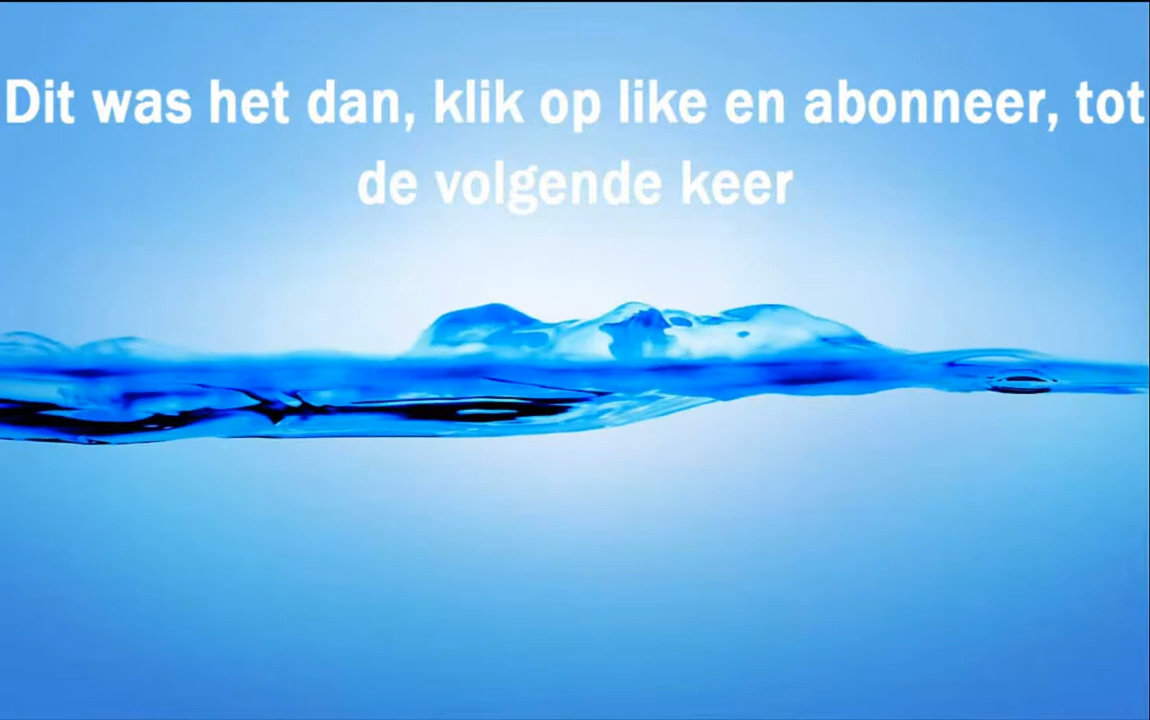 Dit was het dan, klik op like en abonneer, tot
de volgende keer